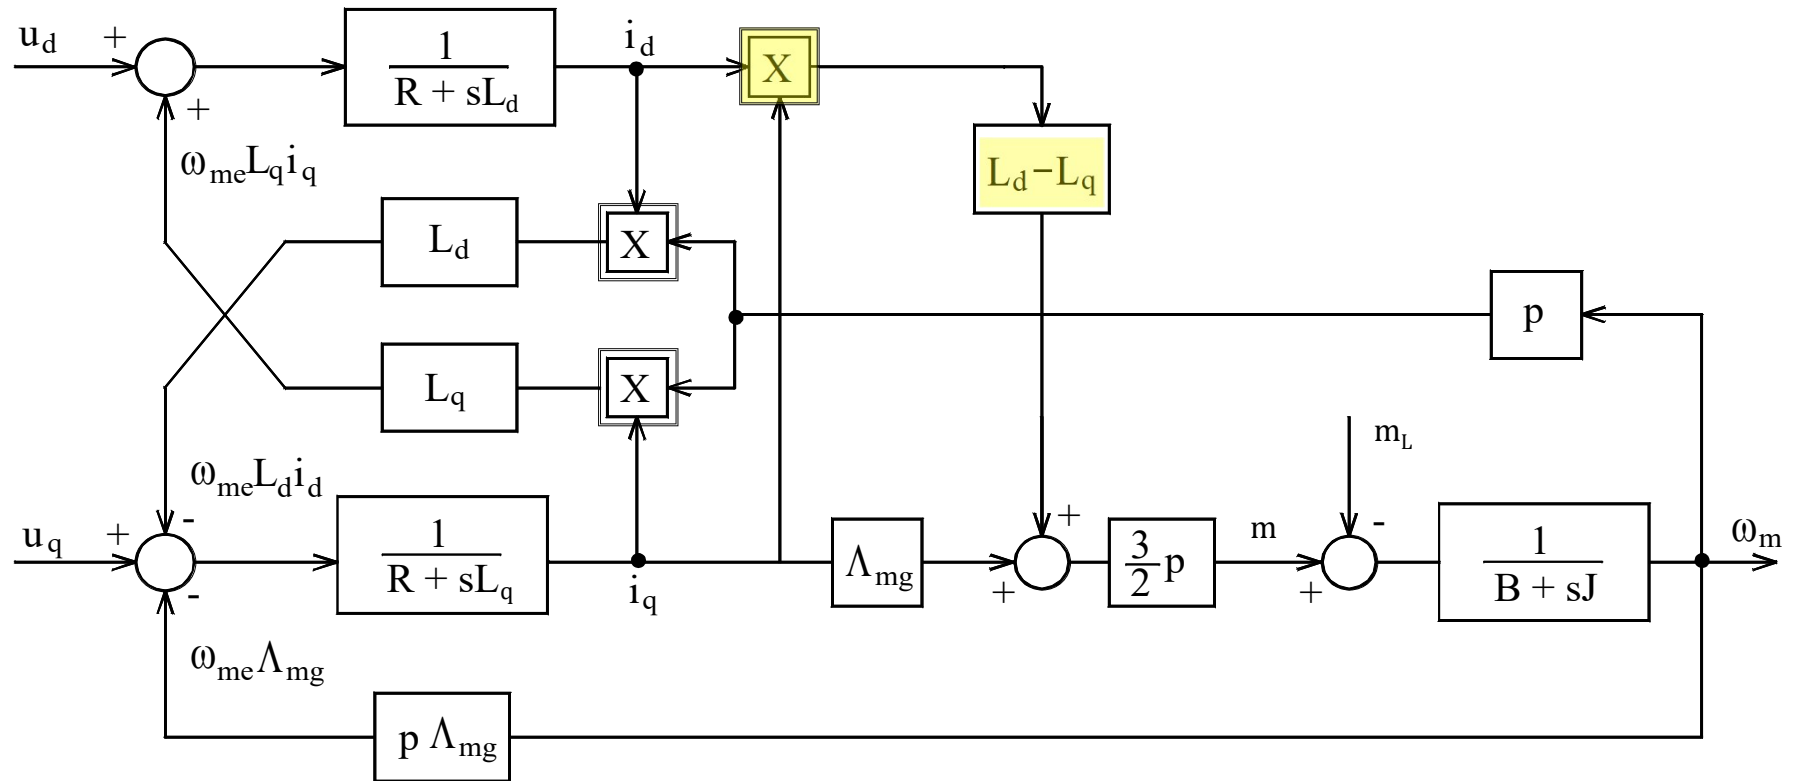 u_d + 1 / (R + sL_d) i_d X
+
ω_me L_q i_q
L_d − L_q
L_d X
p
L_q X
m_L
ω_me L_d i_d
u_q + - 1 / (R + sL_q) i_q Λ_mg + + 3/2 p m + - 1 / (B + sJ) ω_m
-
ω_me Λ_mg
p Λ_mg